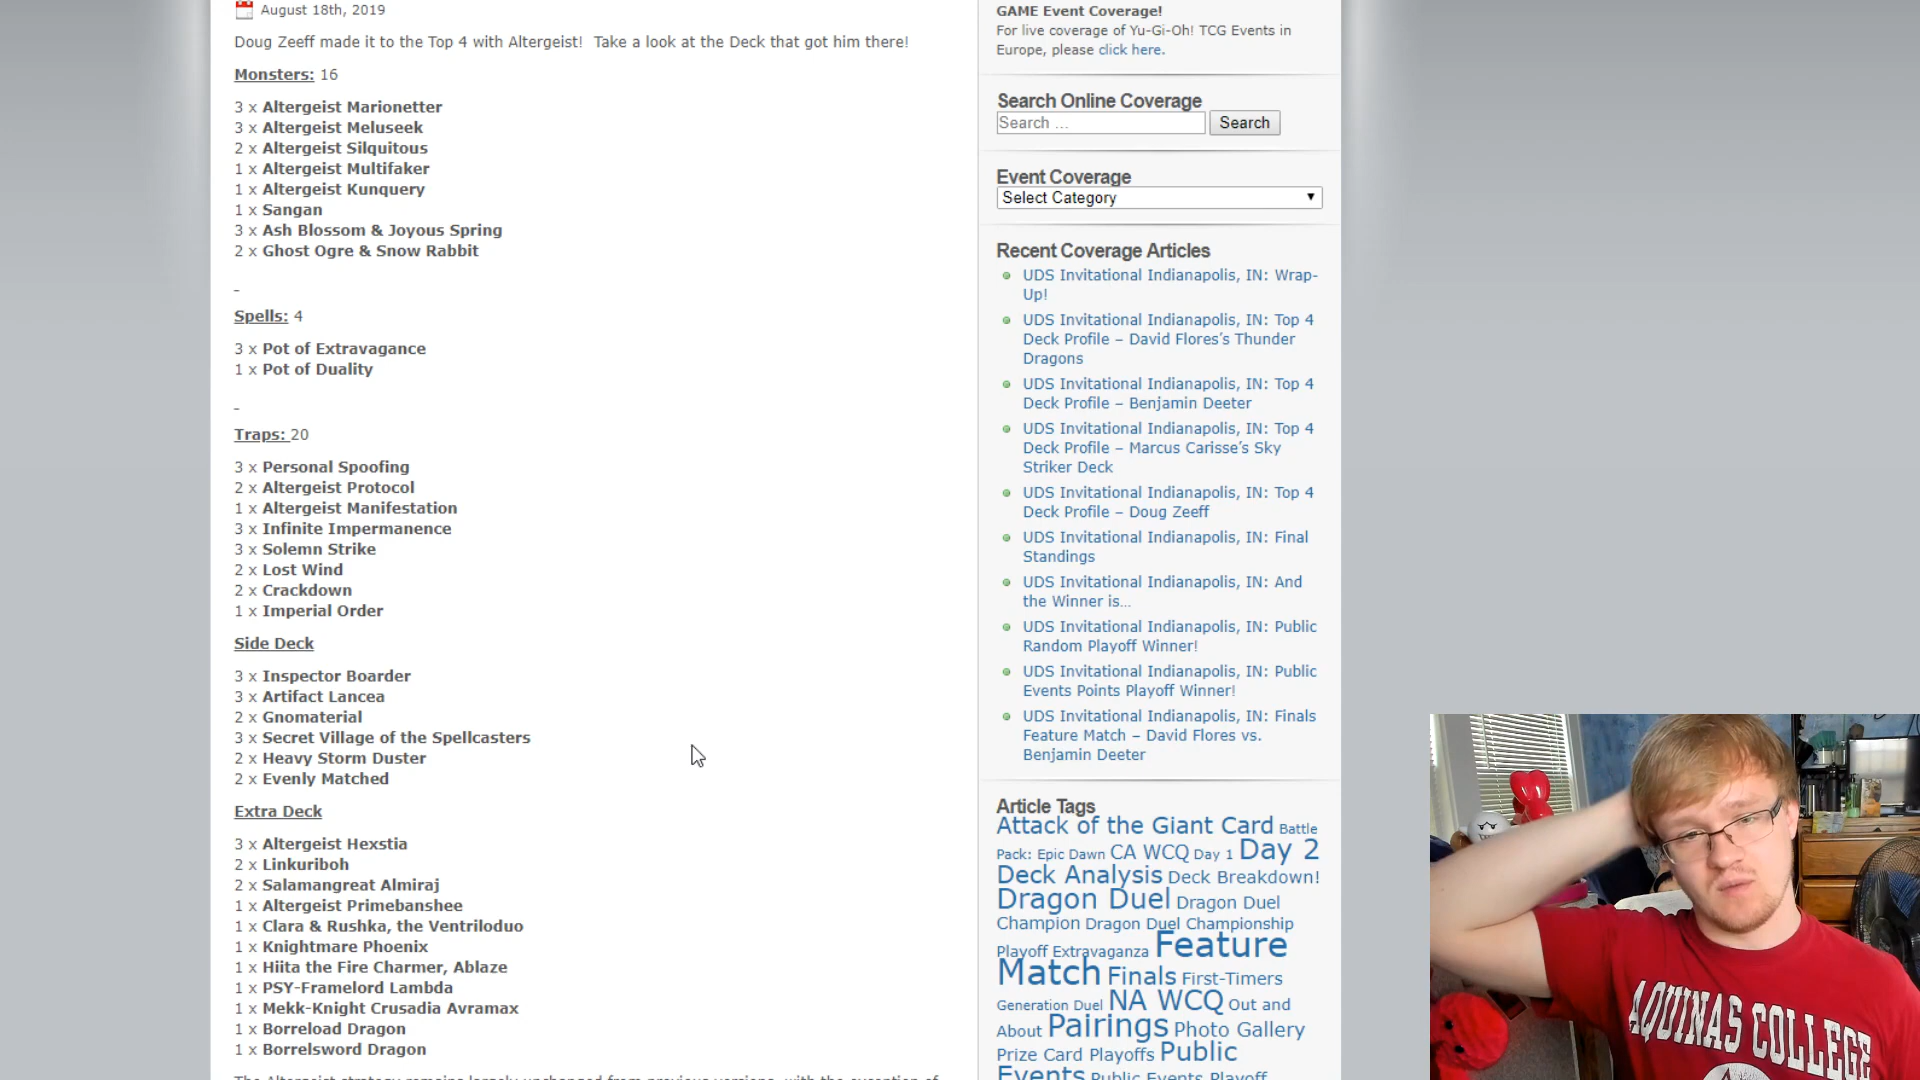 August 18th, 2019
Doug Zeeff made it to the Top 4 with Altergeist!  Take a look at the Deck that got him there!
Monsters: 16
3 x Altergeist Marionetter
3 x Altergeist Meluseek
2 x Altergeist Silquitous
1 x Altergeist Multifaker
1 x Altergeist Kunquery
1 x Sangan
3 x Ash Blossom & Joyous Spring
2 x Ghost Ogre & Snow Rabbit
–
Spells: 4
3 x Pot of Extravagance
1 x Pot of Duality
–
Traps: 20
3 x Personal Spoofing
2 x Altergeist Protocol
1 x Altergeist Manifestation
3 x Infinite Impermanence
3 x Solemn Strike
2 x Lost Wind
2 x Crackdown
1 x Imperial Order
Side Deck
3 x Inspector Boarder
3 x Artifact Lancea
2 x Gnomaterial
3 x Secret Village of the Spellcasters
2 x Heavy Storm Duster
2 x Evenly Matched
Extra Deck
3 x Altergeist Hexstia
2 x Linkuriboh
2 x Salamangreat Almiraj
1 x Altergeist Primebanshee
1 x Clara & Rushka, the Ventriloduo
1 x Knightmare Phoenix
1 x Hiita the Fire Charmer, Ablaze
1 x PSY-Framelord Lambda
1 x Mekk-Knight Crusadia Avramax
1 x Borreload Dragon
1 x Borrelsword Dragon
The Altergeist strategy remains largely unchanged from previous versions, with the exception of
GAME Event Coverage!
For live coverage of Yu-Gi-Oh! TCG Events in
Europe, please click here.
Search Online Coverage
Search … Search
Event Coverage
Select Category
Recent Coverage Articles
UDS Invitational Indianapolis, IN: Wrap-
Up!
UDS Invitational Indianapolis, IN: Top 4
Deck Profile – David Flores’s Thunder
Dragons
UDS Invitational Indianapolis, IN: Top 4
Deck Profile – Benjamin Deeter
UDS Invitational Indianapolis, IN: Top 4
Deck Profile – Marcus Carisse’s Sky
Striker Deck
UDS Invitational Indianapolis, IN: Top 4
Deck Profile – Doug Zeeff
UDS Invitational Indianapolis, IN: Final
Standings
UDS Invitational Indianapolis, IN: And
the Winner is…
UDS Invitational Indianapolis, IN: Public
Random Playoff Winner!
UDS Invitational Indianapolis, IN: Public
Events Points Playoff Winner!
UDS Invitational Indianapolis, IN: Finals
Feature Match – David Flores vs.
Benjamin Deeter
Article Tags
Attack of the Giant Card Battle
Pack: Epic Dawn CA WCQ Day 1 Day 2
Deck Analysis Deck Breakdown!
Dragon Duel Dragon Duel
Champion Dragon Duel Championship
Playoff Extravaganza Feature
Match Finals First-Timers
Generation Duel NA WCQ Out and
About Pairings Photo Gallery
Prize Card Playoffs Public
Events Public Events Playoff
AQUINAS COLLEGE